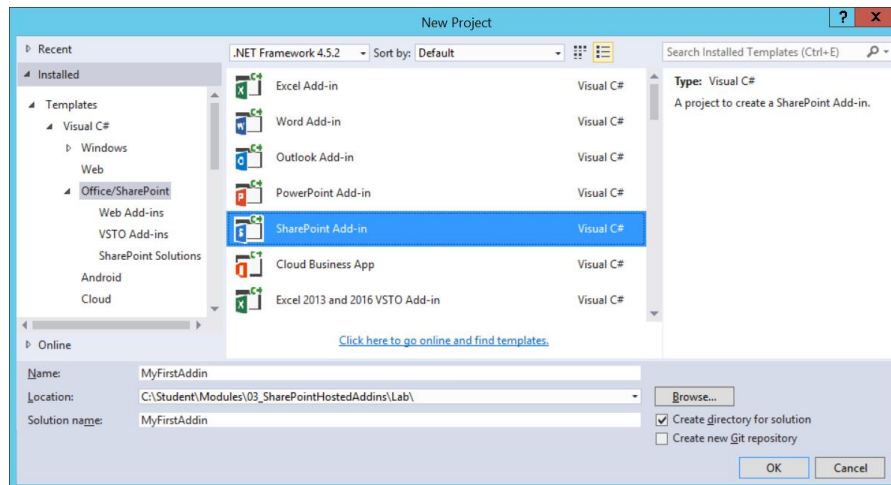 New Project
? X
Recent
Installed
Templates
Visual C#
Windows
Web
Office/SharePoint
Web Add-ins
VSTO Add-ins
SharePoint Solutions
Android
Cloud
Online
.NET Framework 4.5.2 Sort by: Default
Excel Add-in Visual C#
Word Add-in Visual C#
Outlook Add-in Visual C#
PowerPoint Add-in Visual C#
SharePoint Add-in Visual C#
Cloud Business App Visual C#
Excel 2013 and 2016 VSTO Add-in Visual C#
Click here to go online and find templates.
Search Installed Templates (Ctrl+E)
Type: Visual C#
A project to create a SharePoint Add-in.
Name: MyFirstAddin
Location: C:\Student\Modules\03_SharePointHostedAddins\Lab\ Browse...
Solution name: MyFirstAddin
Create directory for solution
Create new Git repository
OK Cancel